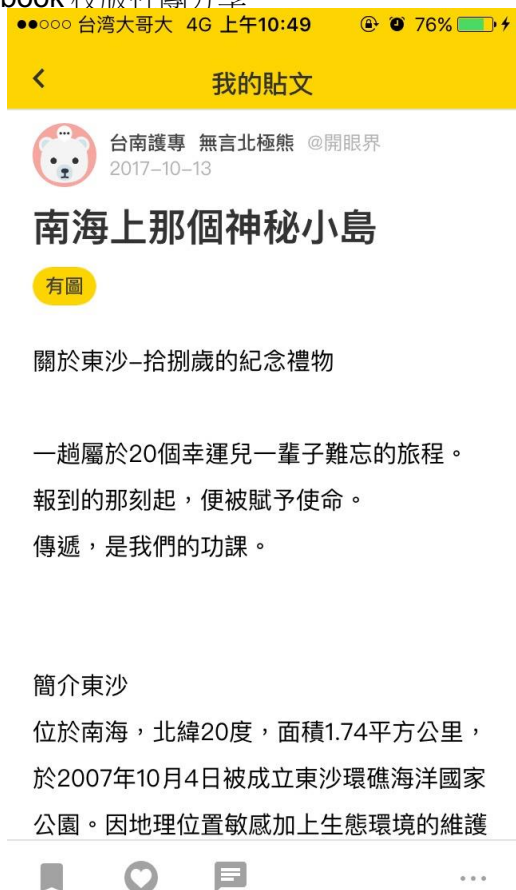 book 校版社團分享
台湾大哥大 4G 上午10:49 76%
我的貼文
台南護專 無言北極熊 @開眼界
2017-10-13
南海上那個神秘小島
有圖
關於東沙–拾捌歲的紀念禮物
一趟屬於20個幸運兒一輩子難忘的旅程。
報到的那刻起，便被賦予使命。
傳遞，是我們的功課。
簡介東沙
位於南海，北緯20度，面積1.74平方公里，
於2007年10月4日被成立東沙環礁海洋國家
公園。因地理位置敏感加上生態環境的維護